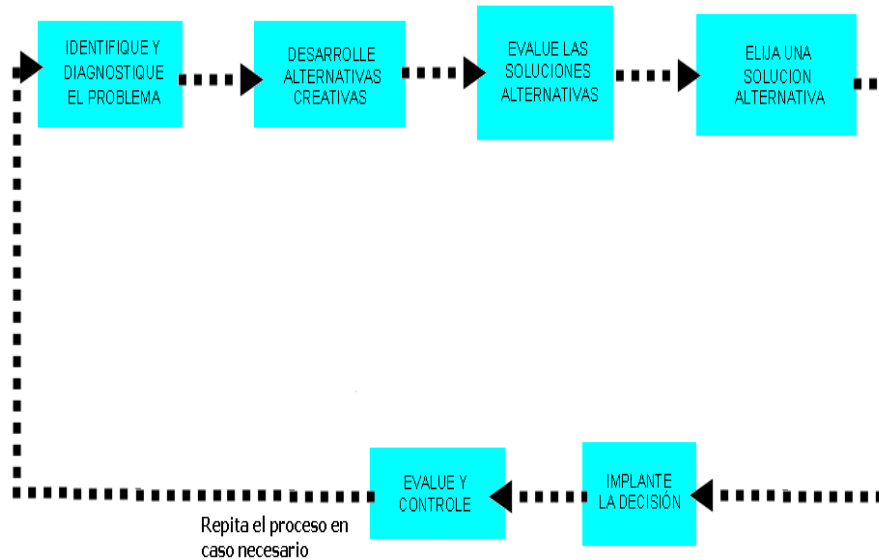 IDENTIFIQUE Y
DIAGNOSTIQUE
EL PROBLEMA
DESARROLLE
ALTERNATIVAS
CREATIVAS
EVALUE LAS
SOLUCIONES
ALTERNATIVAS
ELIJA UNA
SOLUCION
ALTERNATIVA
IMPLANTE
LA DECISIÓN
EVALUE Y
CONTROLE
Repita el proceso en
caso necesario